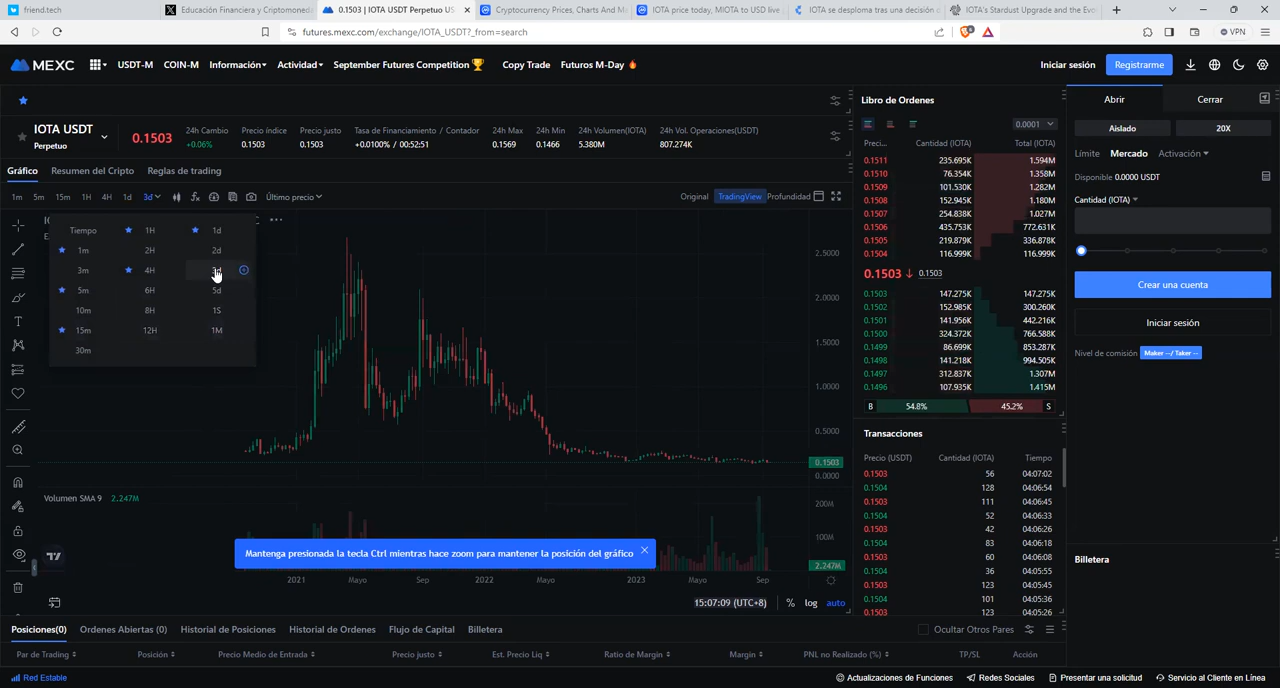 friend.tech
Educación Financiera y Criptomoneda
0.1503 | IOTA USDT Perpetuo US
Cryptocurrency Prices, Charts And M
IOTA price today, MIOTA to USD live
IOTA se desploma tras una decisión d
IOTA's Stardust Upgrade and the Evo
futures.mexc.com/exchange/IOTA_USDT?_from=search
VPN
MEXC
USDT-M
COIN-M
Información
Actividad
September Futures Competition
Copy Trade
Futuros M-Day
Iniciar sesión
Registrarme
IOTA USDT
Perpetuo
0.1503
24h Cambio
+0.06%
Precio índice
0.1503
Precio justo
0.1503
Tasa de Financiamiento / Contador
+0.0100% / 00:52:51
24h Max
0.1569
24h Min
0.1466
24h Volumen(IOTA)
5.380M
24h Vol. Operaciones(USDT)
807.274K
Gráfico
Resumen del Cripto
Reglas de trading
1m 5m 15m 1H 4H 1d 3d
Último precio
Original
TradingView
Profundidad
Tiempo 1H 1d
1m 2H 2d
3m 4H 3d
5m 6H 5d
10m 8H 1S
15m 12H 1M
30m
2.5000
2.0000
1.5000
1.0000
0.5000
0.1503
0.0000
Volumen SMA 9 2.247M
200M
100M
2.247M
Mantenga presionada la tecla Ctrl mientras hace zoom para mantener la posición del gráfico
2021 Mayo Sep 2022 Mayo 2023 Mayo Sep
15:07:09 (UTC+8)
% log auto
Libro de Ordenes
0.0001
Preci... Cantidad (IOTA) Total (IOTA)
0.1511 235.695K 1.594M
0.1510 76.354K 1.358M
0.1509 101.530K 1.282M
0.1508 152.945K 1.180M
0.1507 254.838K 1.027M
0.1506 435.753K 772.631K
0.1505 219.879K 336.878K
0.1504 116.999K 116.999K
0.1503 0.1503
0.1503 147.275K 147.275K
0.1502 152.985K 300.260K
0.1501 141.956K 442.216K
0.1500 324.372K 766.588K
0.1499 86.699K 853.287K
0.1498 141.218K 994.505K
0.1497 312.837K 1.307M
0.1496 107.935K 1.415M
B 54.8% 45.2% S
Transacciones
Precio (USDT) Cantidad (IOTA) Tiempo
0.1503 56 04:07:02
0.1504 128 04:06:54
0.1503 111 04:06:45
0.1504 52 04:06:33
0.1503 42 04:06:26
0.1504 83 04:06:18
0.1503 60 04:06:08
0.1504 36 04:05:55
0.1503 123 04:05:45
0.1504 101 04:05:36
0.1503 123 04:05:26
Abrir
Cerrar
Aislado
20X
Límite
Mercado
Activación
Disponible 0.0000 USDT
Cantidad (IOTA)
Crear una cuenta
Iniciar sesión
Nivel de comisión
Maker --/ Taker --
Billetera
Posiciones(0)
Ordenes Abiertas (0)
Historial de Posiciones
Historial de Ordenes
Flujo de Capital
Billetera
Ocultar Otros Pares
Par de Trading
Posición
Precio Medio de Entrada
Precio justo
Est. Precio Liq
Ratio de Margin
Margin
PNL no Realizado (%)
TP/SL
Acción
Red Estable
Actualizaciones de Funciones
Redes Sociales
Presentar una solicitud
Servicio al Cliente en Línea